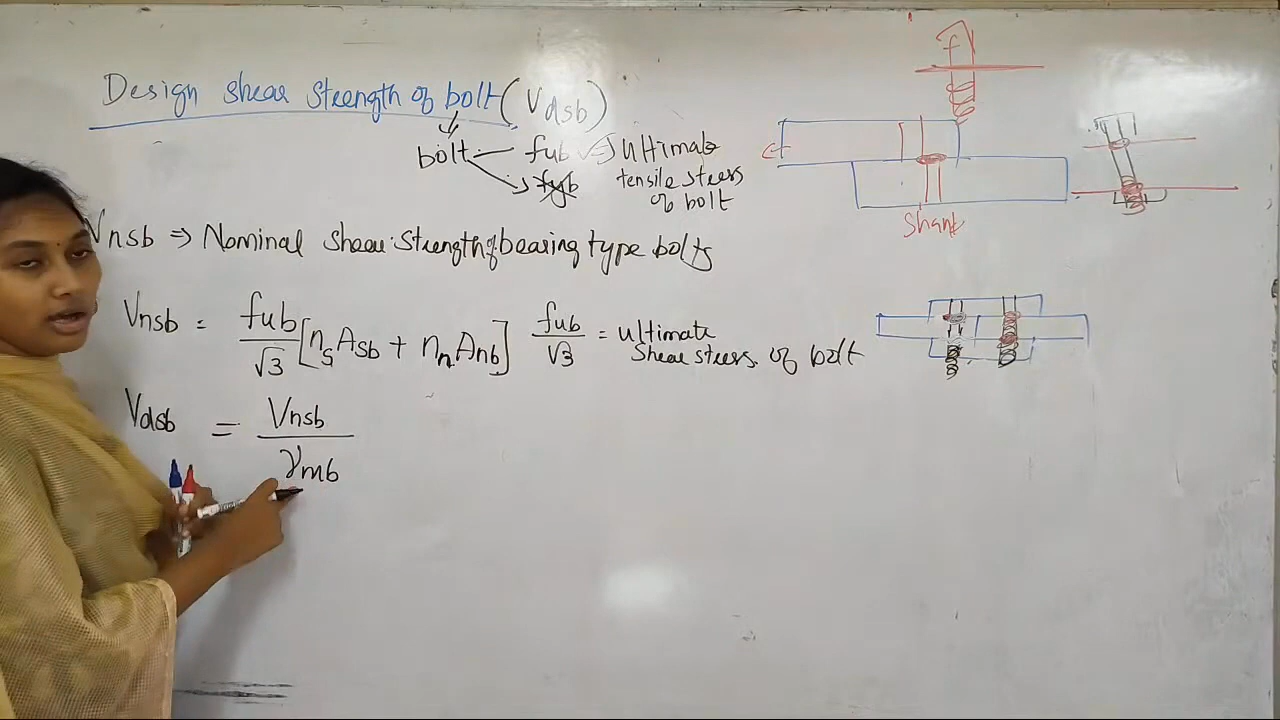 Design shear strength of bolt (Vdsb)
bolt — fub => Ultimate
tensile stress
of bolt
fyb
Vnsb => Nominal shear strength of bearing type bolts
Vnsb = fub/√3 [nsAsb + nnAnb] fub/√3 = Ultimate
Shear stress of bolt
Vdsb = Vnsb/γmb
f
Shank